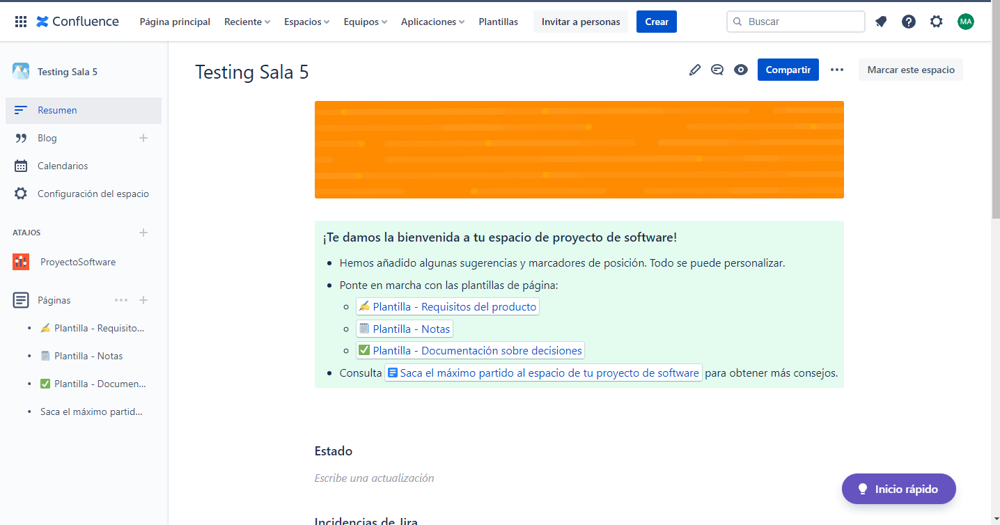 Confluence Página principal Reciente Espacios Equipos Aplicaciones Plantillas Invitar a personas Crear Buscar MA
Testing Sala 5
Resumen
Blog
Calendarios
Configuración del espacio
ATAJOS
ProyectoSoftware
Páginas
Plantilla - Requisito...
Plantilla - Notas
Plantilla - Documen...
Saca el máximo partid...
Testing Sala 5
Compartir
Marcar este espacio
¡Te damos la bienvenida a tu espacio de proyecto de software!
Hemos añadido algunas sugerencias y marcadores de posición. Todo se puede personalizar.
Ponte en marcha con las plantillas de página:
Plantilla - Requisitos del producto
Plantilla - Notas
Plantilla - Documentación sobre decisiones
Consulta Saca el máximo partido al espacio de tu proyecto de software para obtener más consejos.
Estado
Escribe una actualización
Inicio rápido
Incidencias de Jira